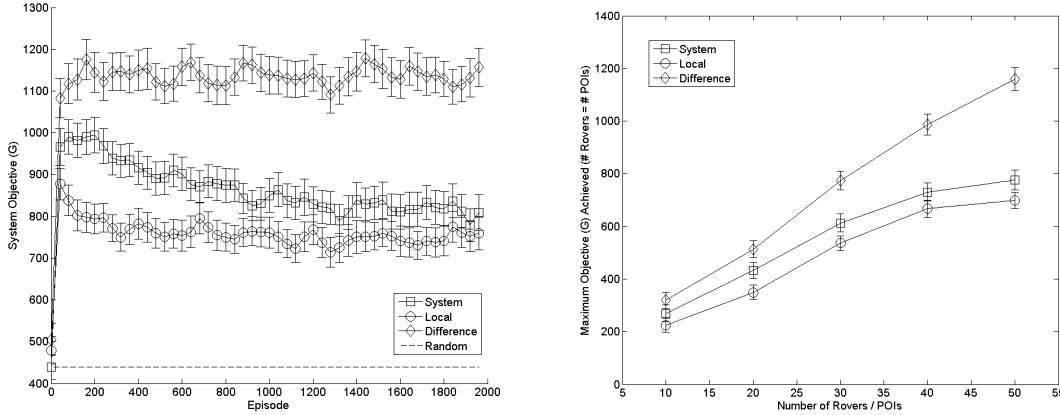 1300
1200
1100
1000
900
800
700
600
500
400
System Objective (G)
System
Local
Difference
Random
0 200 400 600 800 1000 1200 1400 1600 1800 2000
Episode
1400
1200
1000
800
600
400
200
0
Maximum Objective (G) Achieved (# Rovers = # POIs)
System
Local
Difference
5 10 15 20 25 30 35 40 45 50 55
Number of Rovers / POIs